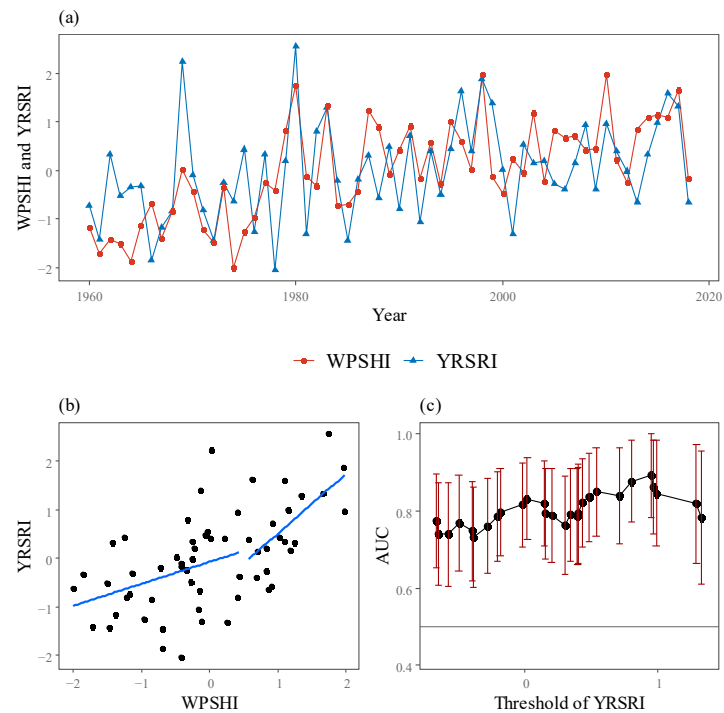 (a)
WPSHI and YRSRI
2
1
0
−1
−2
1960 1980 2000 2020
Year
WPSHI YRSRI
(b)
YRSRI
2
1
0
−1
−2
−2 −1 0 1 2
WPSHI
(c)
AUC
1.0
0.8
0.6
0.4
0 1
Threshold of YRSRI